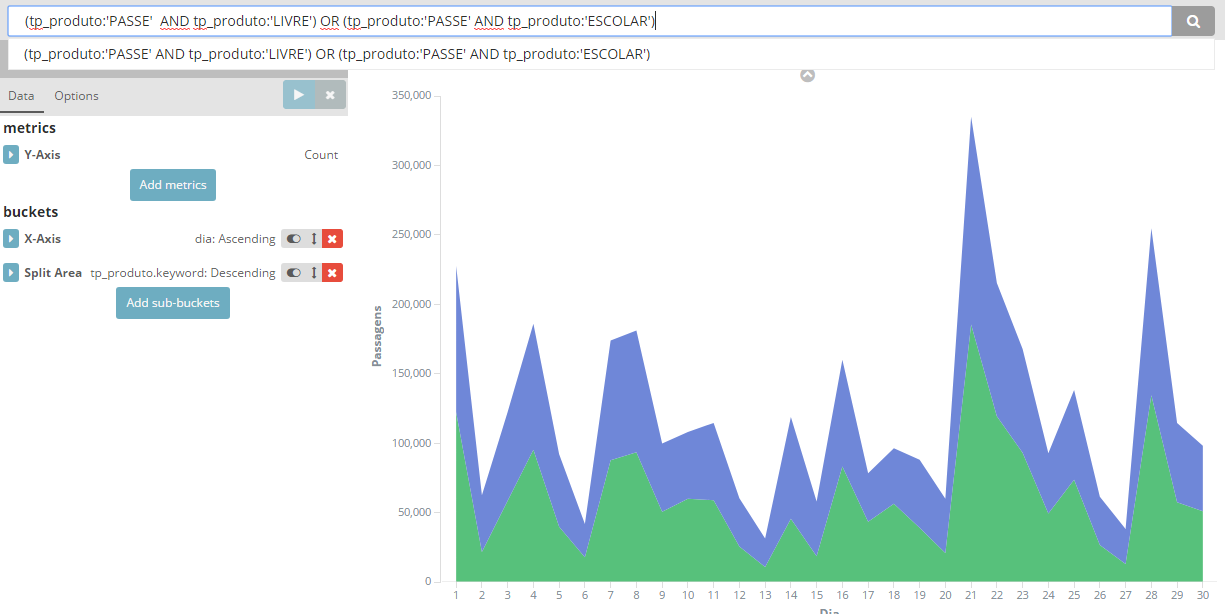 (tp_produto:'PASSE'  AND tp_produto:'LIVRE') OR (tp_produto:'PASSE' AND tp_produto:'ESCOLAR')
(tp_produto:'PASSE' AND tp_produto:'LIVRE') OR (tp_produto:'PASSE' AND tp_produto:'ESCOLAR')
Data Options
metrics
Y-Axis Count
Add metrics
buckets
X-Axis dia: Ascending
Split Area tp_produto.keyword: Descending
Add sub-buckets
350,000
300,000
250,000
200,000
150,000
100,000
50,000
0
Passagens
1 2 3 4 5 6 7 8 9 10 11 12 13 14 15 16 17 18 19 20 21 22 23 24 25 26 27 28 29 30
Dia